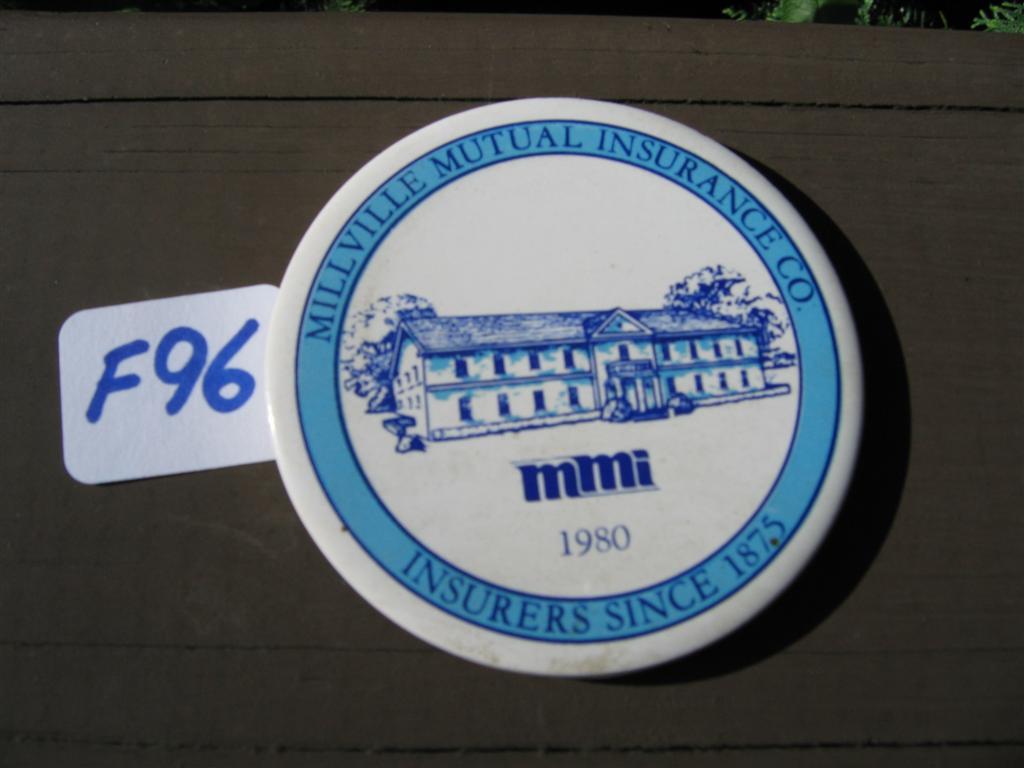 MILLVILLE MUTUAL INSURANCE CO.
F96
mmi
1980
INSURERS SINCE 1875